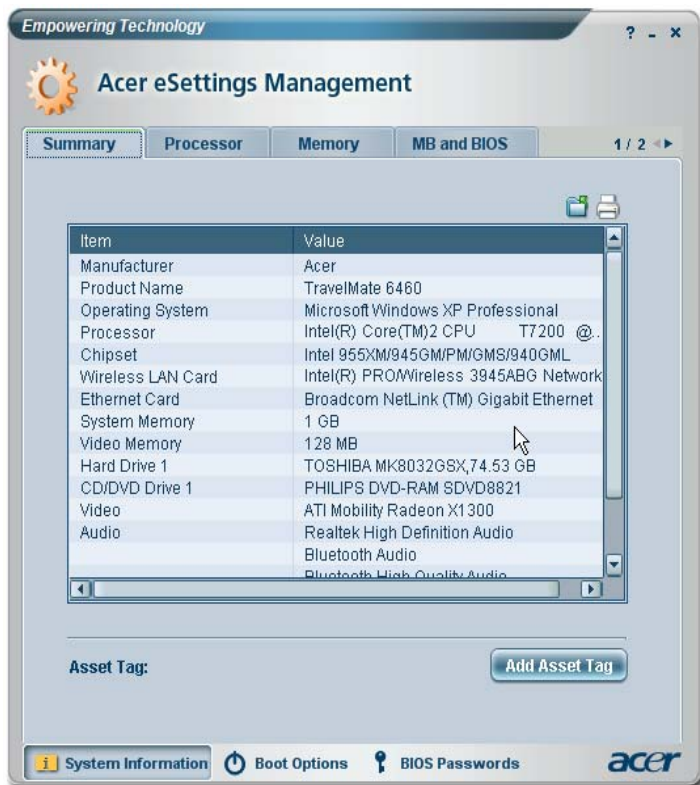 Empowering Technology
? - x
Acer eSettings Management
Summary Processor Memory MB and BIOS 1 / 2
Item Value
Manufacturer Acer
Product Name TravelMate 6460
Operating System Microsoft Windows XP Professional
Processor Intel(R) Core(TM)2 CPU T7200 @..
Chipset Intel 955XM/945GM/PM/GMS/940GML
Wireless LAN Card Intel(R) PRO/Wireless 3945ABG Network
Ethernet Card Broadcom NetLink (TM) Gigabit Ethernet
System Memory 1 GB
Video Memory 128 MB
Hard Drive 1 TOSHIBA MK8032GSX,74.53 GB
CD/DVD Drive 1 PHILIPS DVD-RAM SDVD8821
Video ATI Mobility Radeon X1300
Audio Realtek High Definition Audio
Bluetooth Audio
Bluetooth High Quality Audio
Asset Tag: Add Asset Tag
i System Information Boot Options BIOS Passwords acer